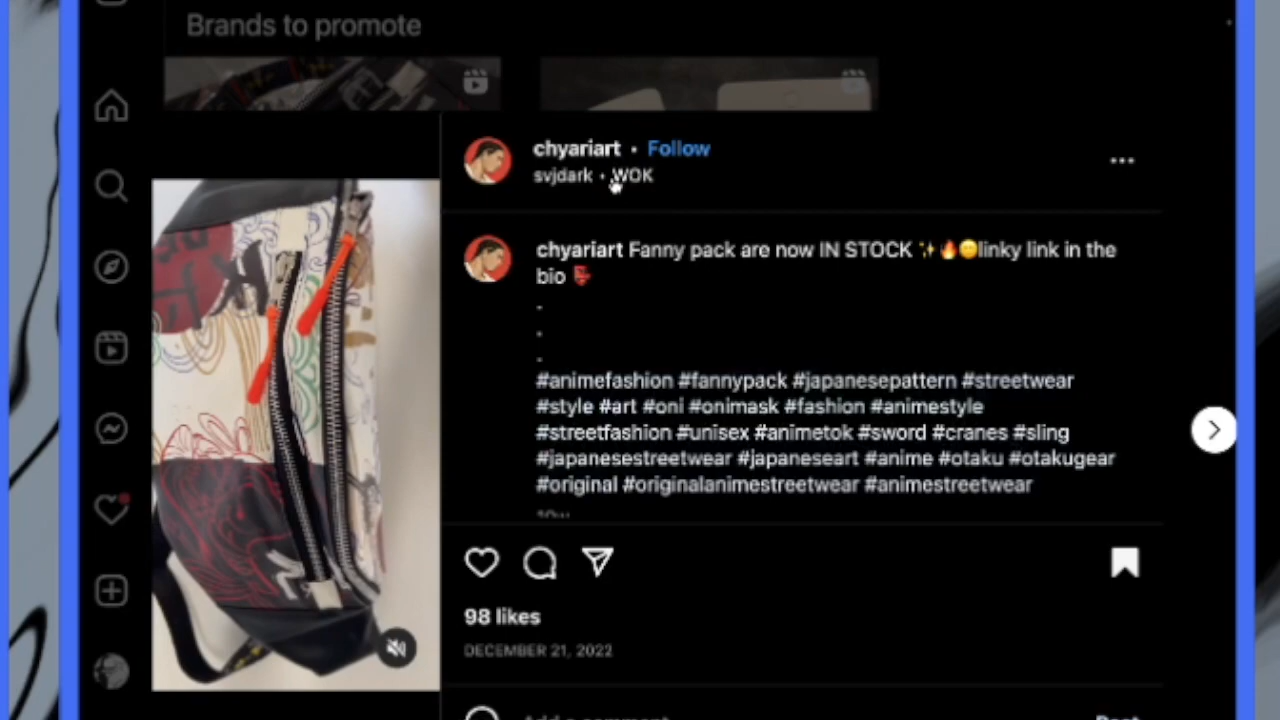 Brands to promote
chyariart • Follow
svjdark • WOK
chyariart Fanny pack are now IN STOCK ✨🔥😊linky link in the
bio 👺
.
.
.
#animefashion #fannypack #japanesepattern #streetwear
#style #art #oni #onimask #fashion #animestyle
#streetfashion #unisex #animetok #sword #cranes #sling
#japanesestreetwear #japaneseart #anime #otaku #otakugear
#original #originalanimestreetwear #animestreetwear
98 likes
DECEMBER 21, 2022